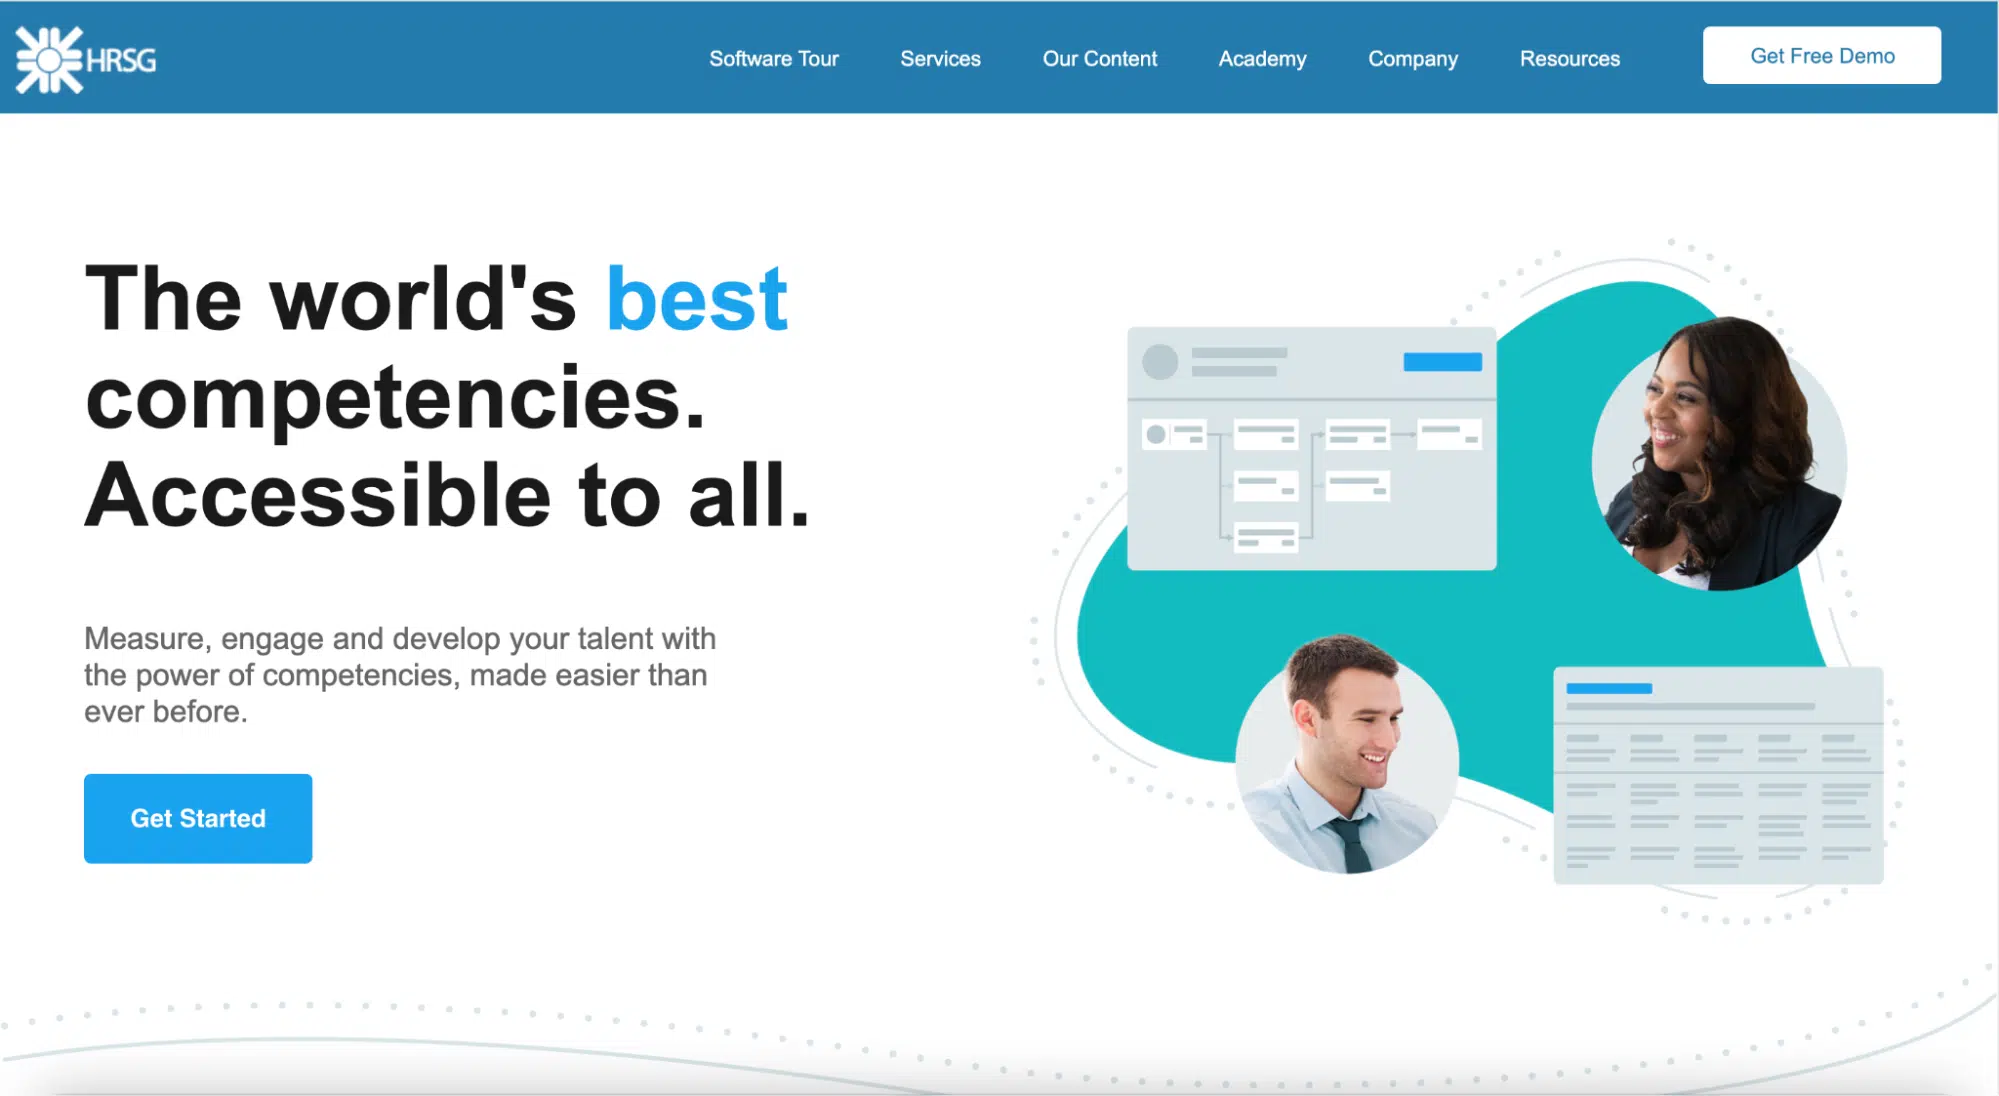 HRSG
Software Tour
Services
Our Content
Academy
Company
Resources
Get Free Demo
The world's best
competencies.
Accessible to all.
Measure, engage and develop your talent with
the power of competencies, made easier than
ever before.
Get Started